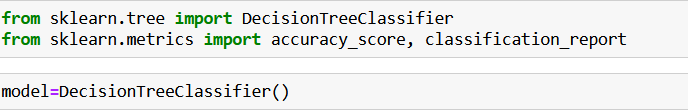 from sklearn.tree import DecisionTreeClassifier
from sklearn.metrics import accuracy_score, classification_report
model=DecisionTreeClassifier()